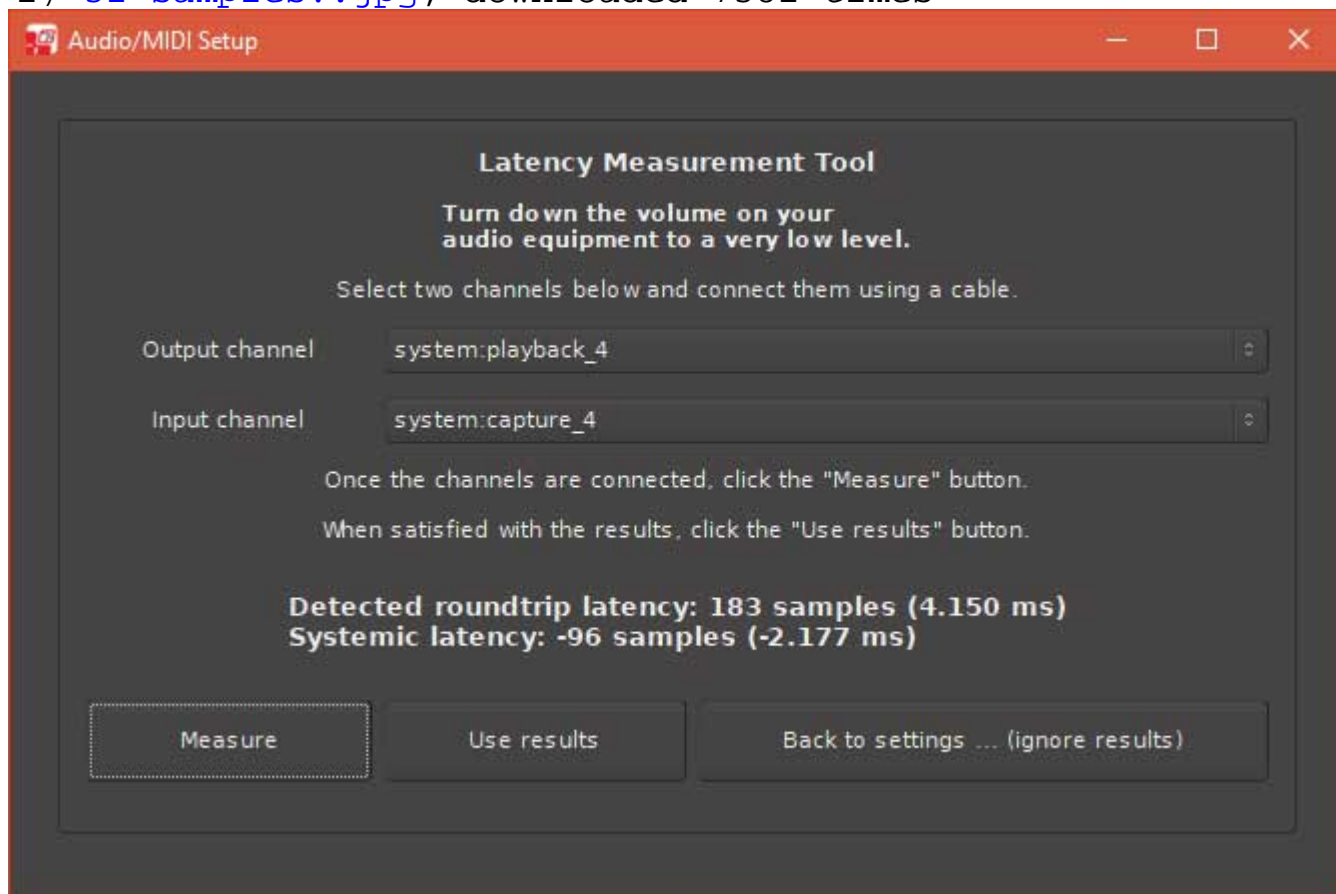 Audio/MIDI Setup
Latency Measurement Tool
Turn down the volume on your
audio equipment to a very low level.
Select two channels below and connect them using a cable.
Output channel system:playback_4
Input channel system:capture_4
Once the channels are connected, click the "Measure" button.
When satisfied with the results, click the "Use results" button.
Detected roundtrip latency: 183 samples (4.150 ms)
Systemic latency: -96 samples (-2.177 ms)
Measure Use results Back to settings ... (ignore results)